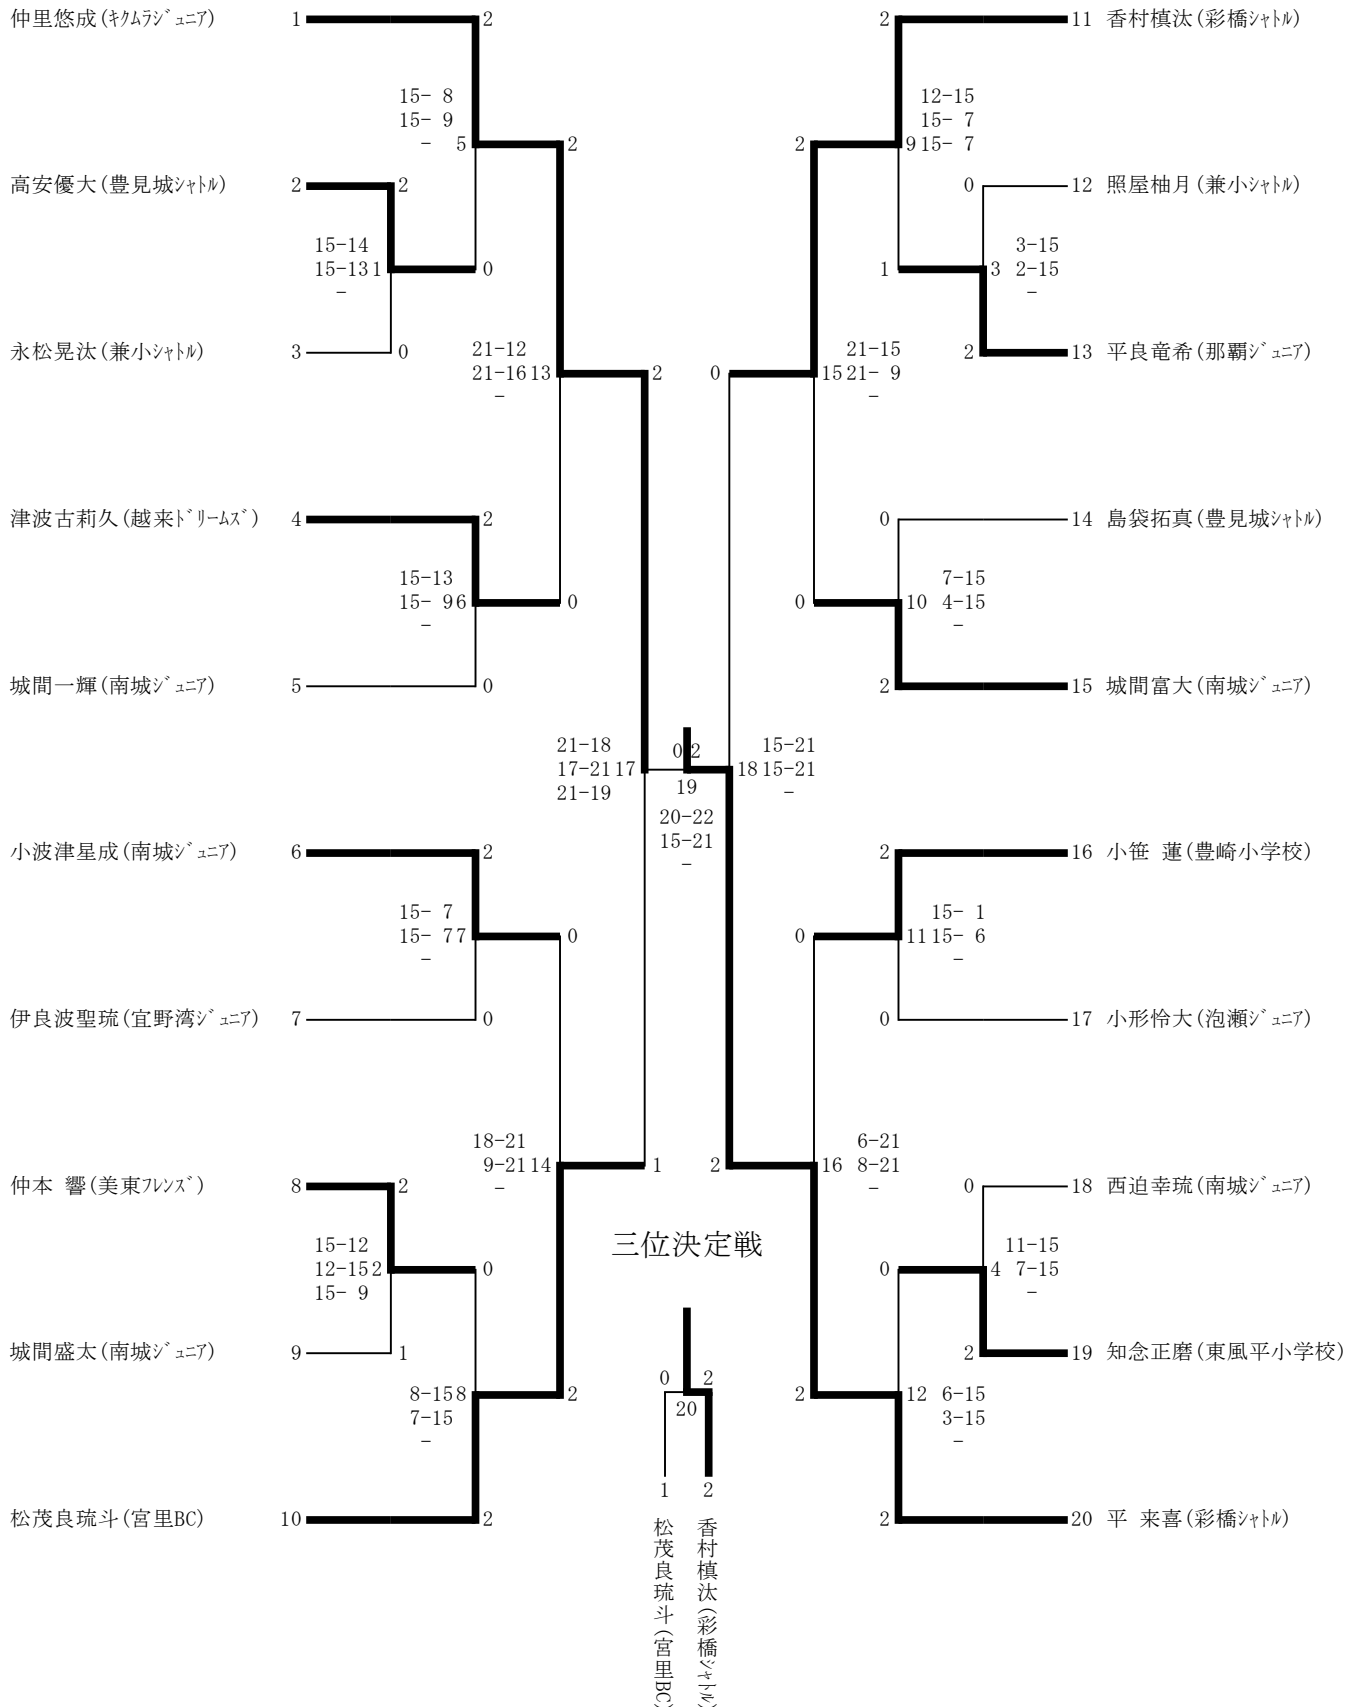 仲里悠成(ｷｸﾑﾗｼﾞｭﾆｱ) 1 2
2 11 香村槙汰(彩橋ｼｬﾄﾙ)
15- 8
15- 9
- 5 2
12-15
15- 7
2 9 15- 7
高安優大(豊見城ｼｬﾄﾙ) 2 2
0 12 照屋柚月(兼小ｼｬﾄﾙ)
15-14
15-13 1 0
-
3-15
1 3 2-15
-
永松晃汰(兼小ｼｬﾄﾙ) 3 0
2 13 平良竜希(那覇ｼﾞｭﾆｱ)
21-12
21-16 13 2
-
21-15
0 15 21- 9
-
津波古莉久(越来ﾄﾞﾘｰﾑｽﾞ) 4 2
0 14 島袋拓真(豊見城ｼｬﾄﾙ)
15-13
15- 9 6 0
-
7-15
0 10 4-15
-
城間一輝(南城ｼﾞｭﾆｱ) 5 0
2 15 城間富大(南城ｼﾞｭﾆｱ)
21-18
17-21 17
21-19
0 2
19
20-22
15-21
-
15-21
18 15-21
-
小波津星成(南城ｼﾞｭﾆｱ) 6 2
2 16 小笹 蓮(豊崎小学校)
15- 7
15- 7 7 0
-
15- 1
0 11 15- 6
-
伊良波聖琉(宜野湾ｼﾞｭﾆｱ) 7 0
0 17 小形怜大(泡瀬ｼﾞｭﾆｱ)
18-21
9-21 14 1
-
6-21
2 16 8-21
-
仲本 響(美東ﾌﾚﾝｽﾞ) 8 2
0 18 西迫幸琉(南城ｼﾞｭﾆｱ)
15-12
12-15 2 0
15- 9
11-15
0 4 7-15
-
城間盛太(南城ｼﾞｭﾆｱ) 9 1
2 19 知念正磨(東風平小学校)
8-15 8 2
7-15
-
2 12 6-15
3-15
-
松茂良琉斗(宮里BC) 10 2
2 20 平 来喜(彩橋ｼｬﾄﾙ)
三位決定戦
0 2
20
1 2
松茂良琉斗(宮里BC)
香村槙汰(彩橋ｼｬﾄﾙ)